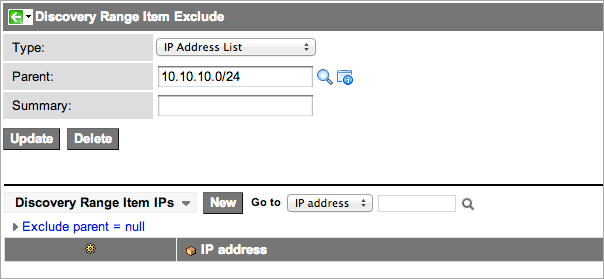 Discovery Range Item Exclude
Type: IP Address List
Parent: 10.10.10.0/24
Summary:
Update Delete
Discovery Range Item IPs New Go to IP address
Exclude parent = null
IP address